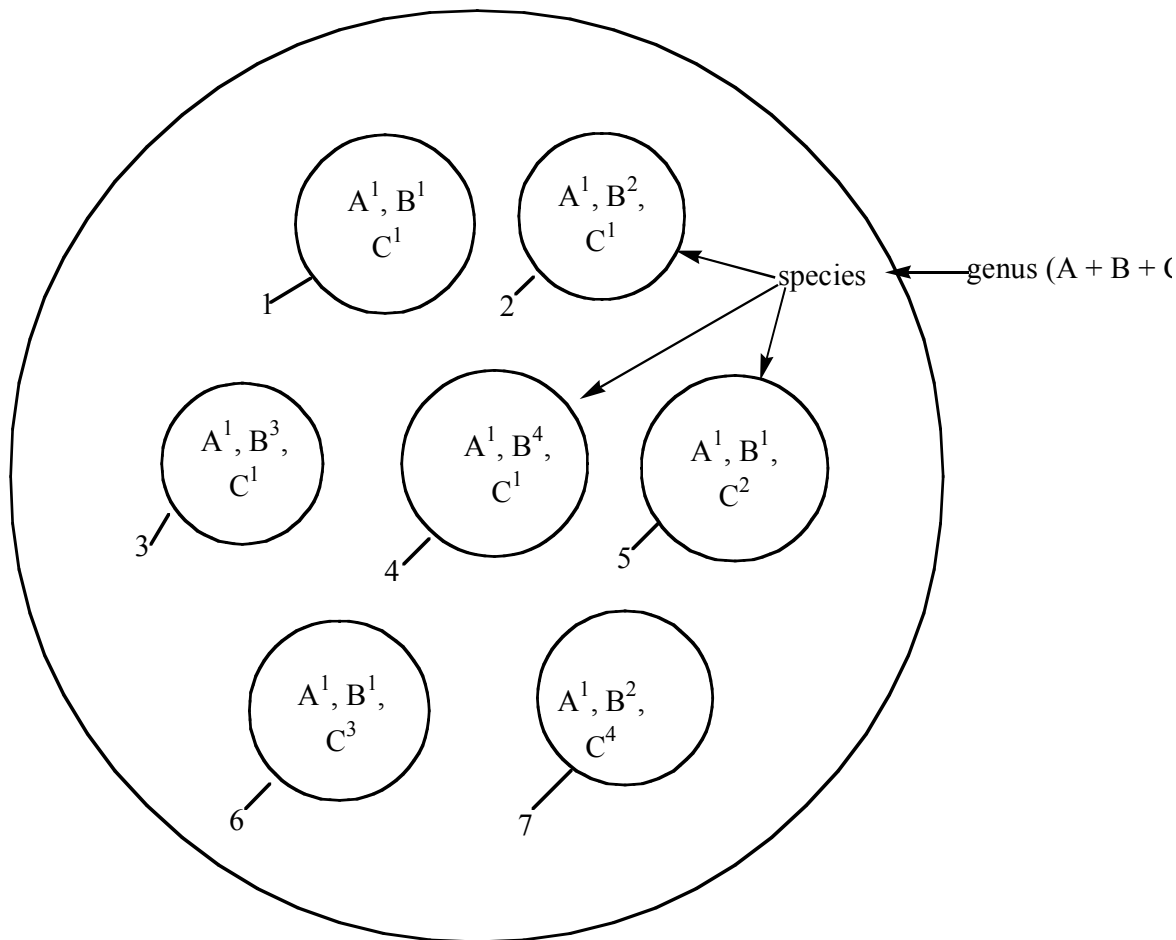 A¹, B¹
C¹
1
A¹, B²,
C¹
2
species
genus (A + B + C
A¹, B³,
C¹
3
A¹, B⁴,
C¹
4
A¹, B¹,
C²
5
A¹, B¹,
C³
6
A¹, B²,
C⁴
7